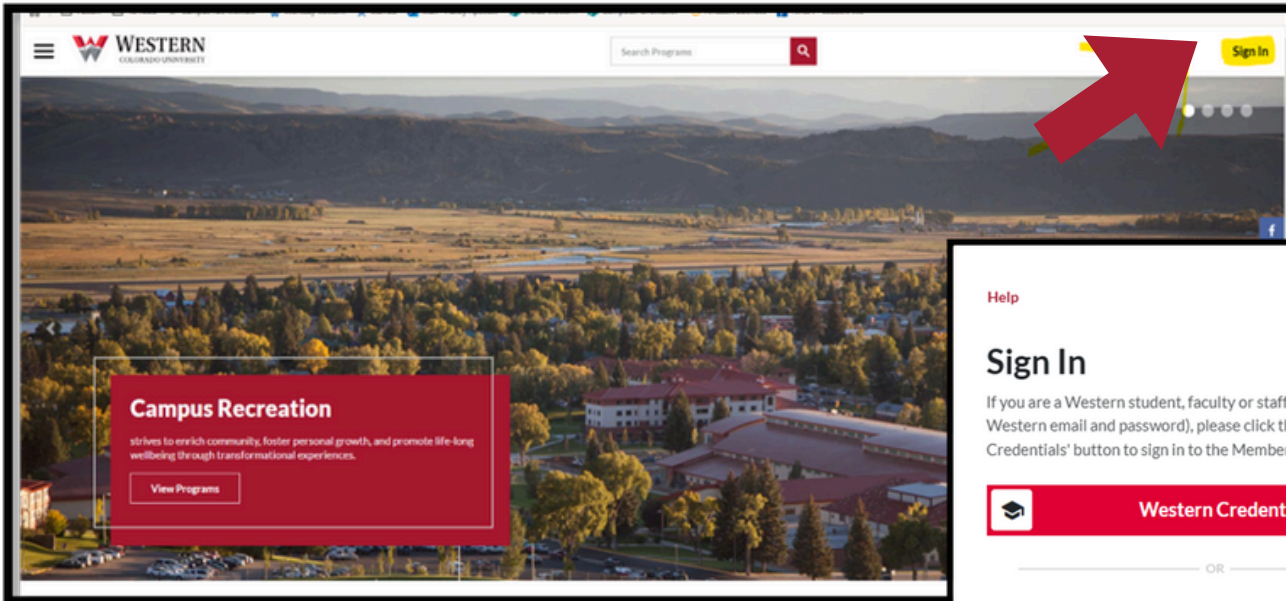 WESTERN
COLORADO UNIVERSITY
Search Programs
Sign In
f
Campus Recreation
strives to enrich community, foster personal growth, and promote life-long
wellbeing through transformational experiences.
View Programs
Help
Sign In
If you are a Western student, faculty or staff
Western email and password), please click th
Credentials' button to sign in to the Member
Western Credent
OR